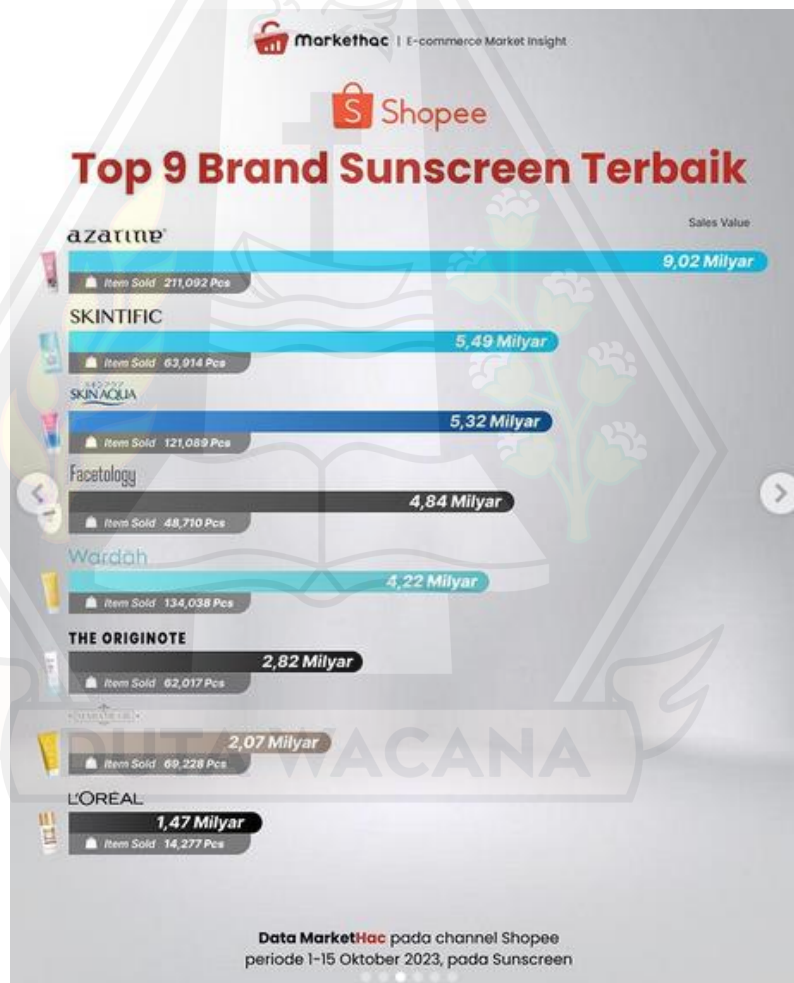 Markethac | E-commerce Market Insight
S Shopee
Top 9 Brand Sunscreen Terbaik
Sales Value
azarine
9,02 Milyar
Item Sold 211,092 Pcs
SKINTIFIC
5,49 Milyar
Item Sold 63,914 Pcs
SKIN AQUA
5,32 Milyar
Item Sold 121,089 Pcs
Facetology
4,84 Milyar
Item Sold 48,710 Pcs
Wardah
4,22 Milyar
Item Sold 134,038 Pcs
THE ORIGINOTE
2,82 Milyar
Item Sold 62,017 Pcs
2,07 Milyar
Item Sold 69,228 Pcs
DUTA WACANA
L'ORÉAL
1,47 Milyar
Item Sold 14,277 Pcs
Data MarketHac pada channel Shopee
periode 1-15 Oktober 2023, pada Sunscreen